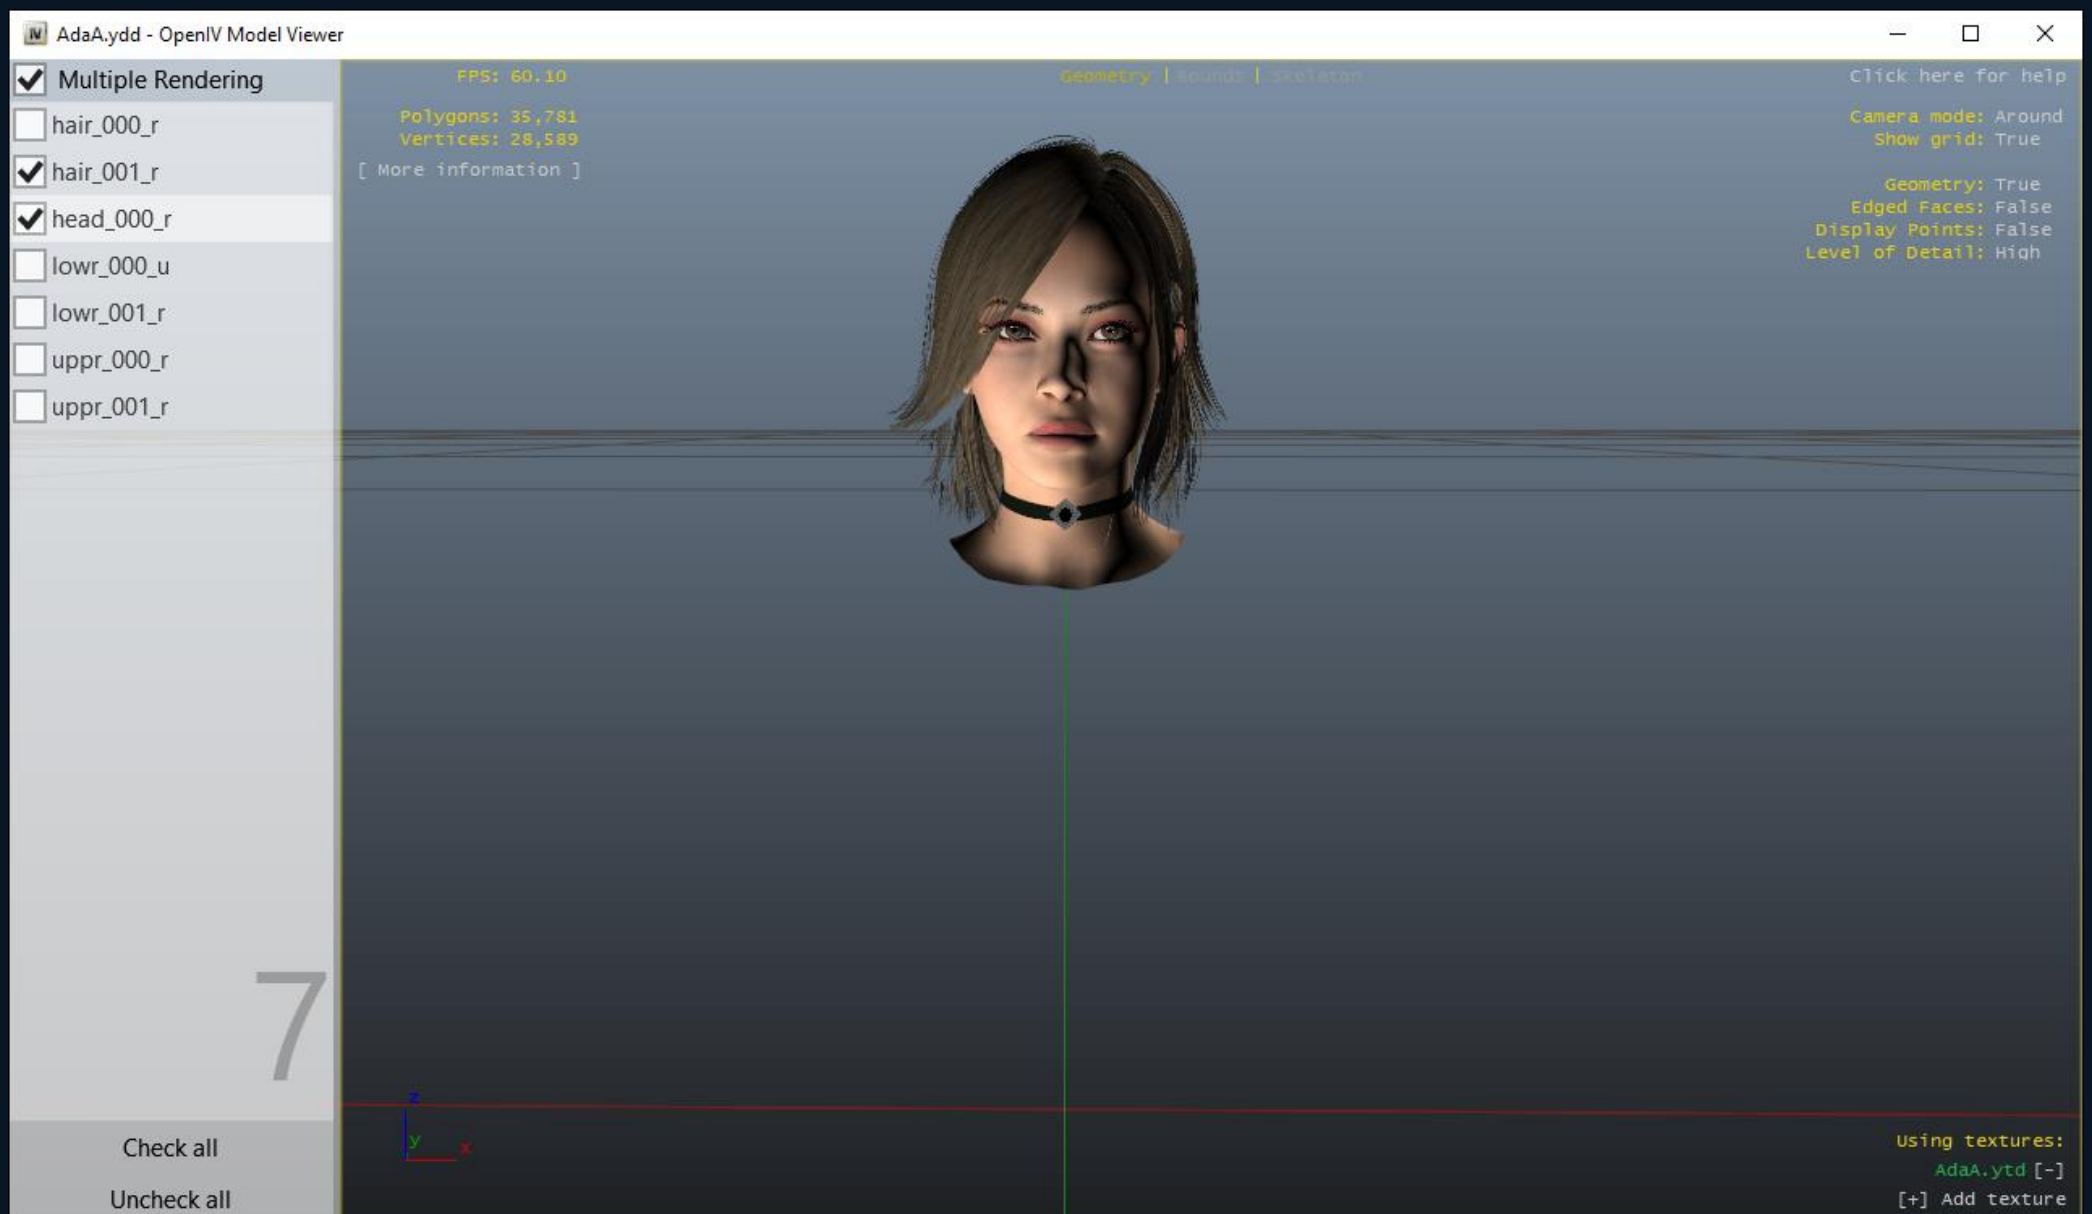 AdaA.ydd - OpenIV Model Viewer
Multiple Rendering
hair_000_r
hair_001_r
head_000_r
lowr_000_u
lowr_001_r
uppr_000_r
uppr_001_r
7
Check all
Uncheck all
FPS: 60.10
Polygons: 35,781
Vertices: 28,589
[ More information ]
Geometry | Bounds | Skeleton
Click here for help
Camera mode: Around
Show grid: True
Geometry: True
Edged Faces: False
Display Points: False
Level of Detail: High
z
y
x
Using textures:
AdaA.ytd [-]
[+] Add texture